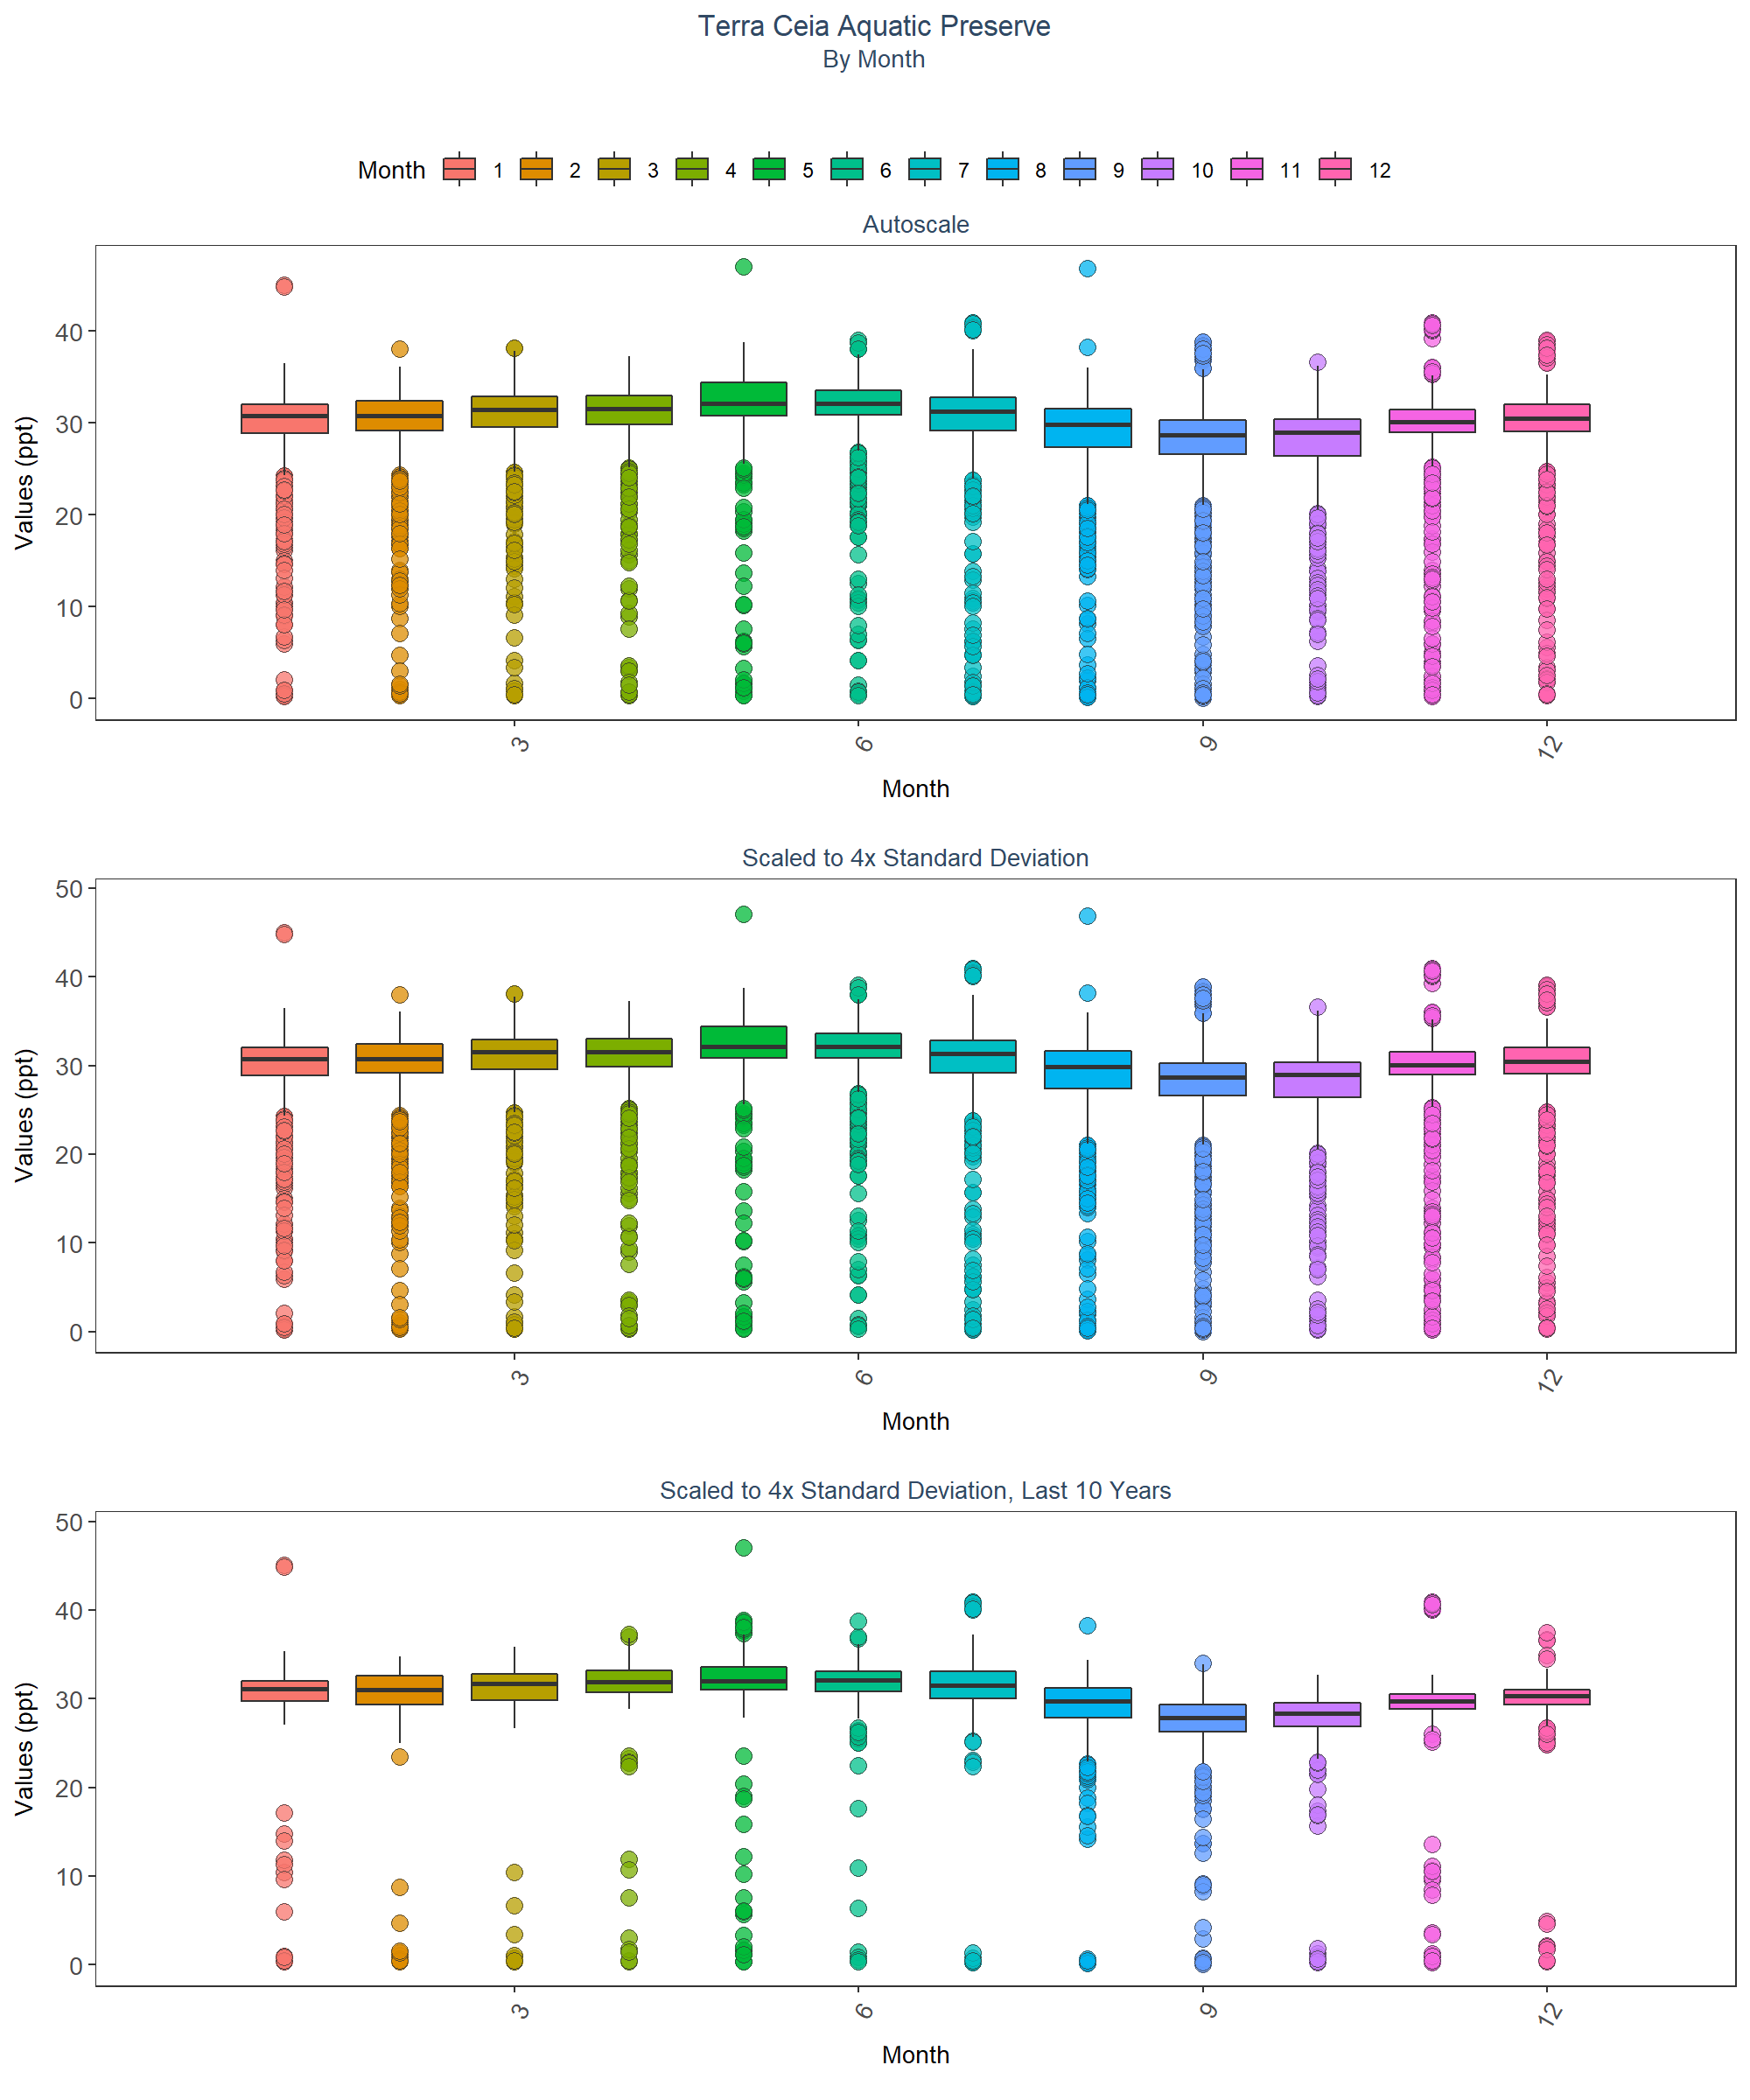 Terra Ceia Aquatic Preserve
By Month
Month 1 2 3 4 5 6 7 8 9 10 11 12
Autoscale
Values (ppt)
40
30
20
10
0
3 6 9 12
Month
Scaled to 4x Standard Deviation
Values (ppt)
50
40
30
20
10
0
3 6 9 12
Month
Scaled to 4x Standard Deviation, Last 10 Years
Values (ppt)
50
40
30
20
10
0
3 6 9 12
Month